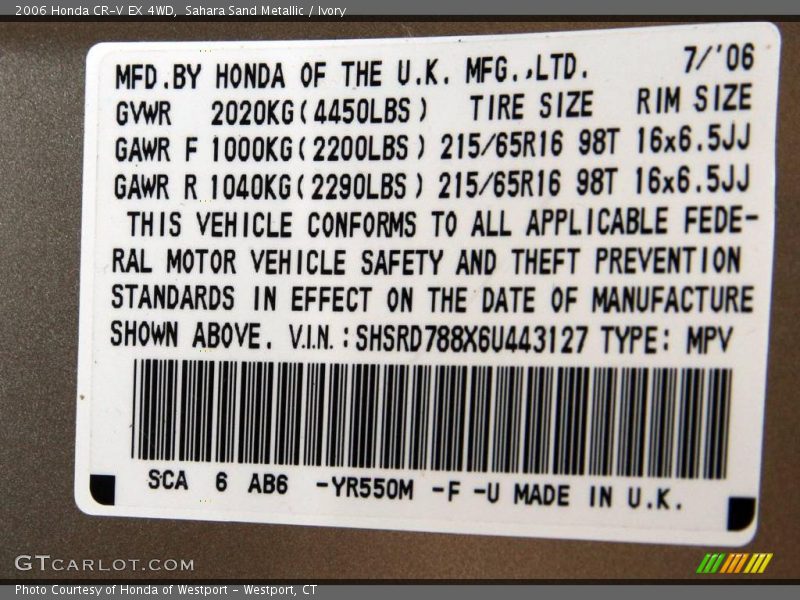 2006 Honda CR-V EX 4WD, Sahara Sand Metallic / Ivory
MFD.BY HONDA OF THE U.K. MFG.,LTD. 7/'06
GVWR 2020KG(4450LBS) TIRE SIZE RIM SIZE
GAWR F 1000KG(2200LBS) 215/65R16 98T 16x6.5JJ
GAWR R 1040KG(2290LBS) 215/65R16 98T 16x6.5JJ
THIS VEHICLE CONFORMS TO ALL APPLICABLE FEDE-
RAL MOTOR VEHICLE SAFETY AND THEFT PREVENTION
STANDARDS IN EFFECT ON THE DATE OF MANUFACTURE
SHOWN ABOVE. V.I.N.:SHSRD788X6U443127 TYPE: MPV
SCA 6 AB6 -YR550M -F -U MADE IN U.K.
GTCARLOT.COM
Photo Courtesy of Honda of Westport - Westport, CT